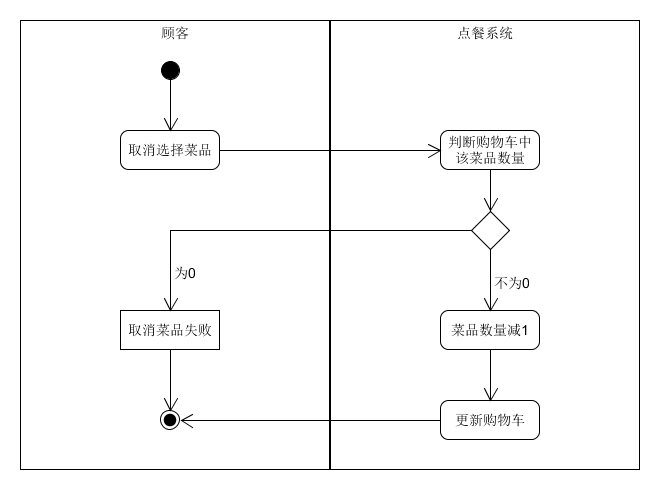 顾客
点餐系统
取消选择菜品
判断购物车中
该菜品数量
为0
不为0
取消菜品失败
菜品数量减1
更新购物车